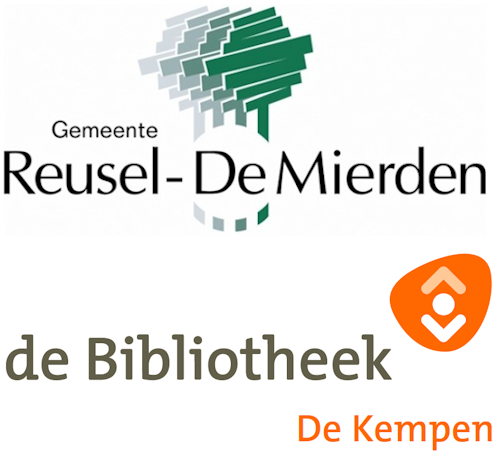 Gemeente
Reusel-De Mierden
de Bibliotheek
De Kempen